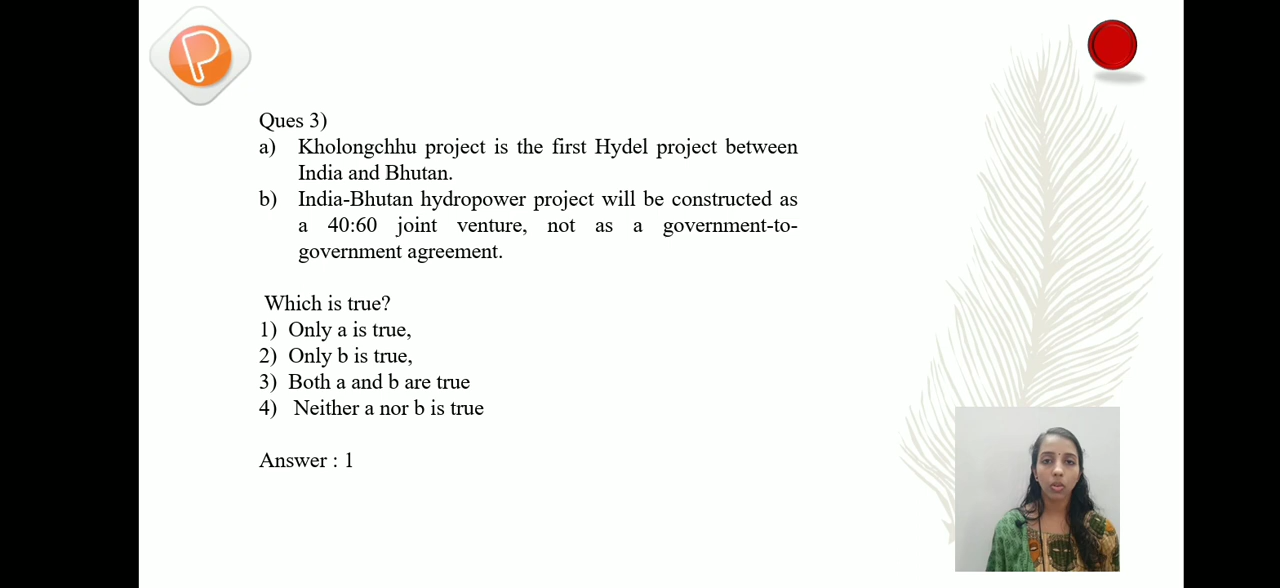 P
Ques 3)
a) Kholongchhu project is the first Hydel project between
India and Bhutan.
b) India-Bhutan hydropower project will be constructed as
a 40:60 joint venture, not as a government-to-
government agreement.
Which is true?
1) Only a is true,
2) Only b is true,
3) Both a and b are true
4) Neither a nor b is true
Answer : 1